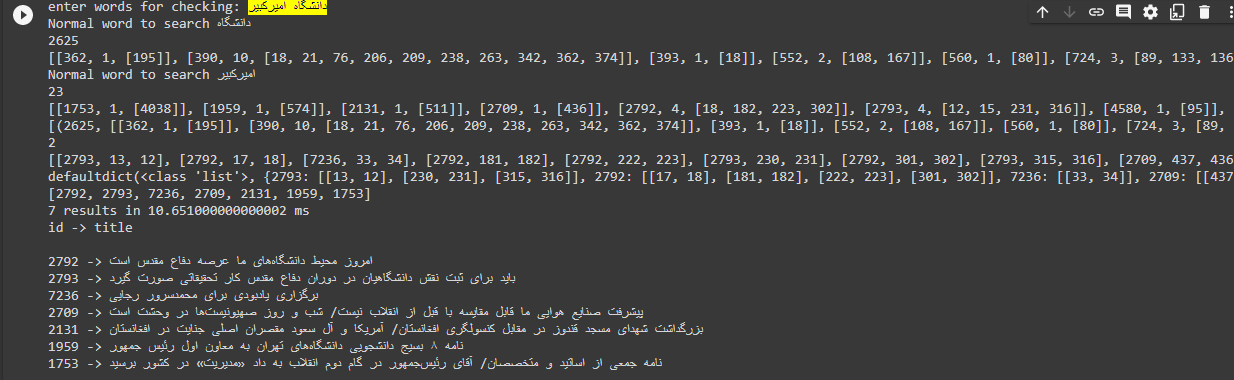 enter words for checking: دانشگاه امیرکبیر
Normal word to search دانشگاه
2625
[[362, 1, [195]], [390, 10, [18, 21, 76, 206, 209, 238, 263, 342, 362, 374]], [393, 1, [18]], [552, 2, [108, 167]], [560, 1, [80]], [724, 3, [89, 133, 136
Normal word to search امیرکبیر
23
[[1753, 1, [4038]], [1959, 1, [574]], [2131, 1, [511]], [2709, 1, [436]], [2792, 4, [18, 182, 223, 302]], [2793, 4, [12, 15, 231, 316]], [4580, 1, [95]],
[(2625, [[362, 1, [195]], [390, 10, [18, 21, 76, 206, 209, 238, 263, 342, 362, 374]], [393, 1, [18]], [552, 2, [108, 167]], [560, 1, [80]], [724, 3, [89,
2
[[2793, 13, 12], [2792, 17, 18], [7236, 33, 34], [2792, 181, 182], [2792, 222, 223], [2793, 230, 231], [2792, 301, 302], [2793, 315, 316], [2709, 437, 436
defaultdict(<class 'list'>, {2793: [[13, 12], [230, 231], [315, 316]], 2792: [[17, 18], [181, 182], [222, 223], [301, 302]], 7236: [[33, 34]], 2709: [[437
[2792, 2793, 7236, 2709, 2131, 1959, 1753]
7 results in 10.651000000000002 ms
id -> title
2792 -> امروز محیط دانشگاه‌های ما عرصه دفاع مقدس است
2793 -> باید برای ثبت نقش دانشگاهیان در دوران دفاع مقدس کار تحقیقاتی صورت گیرد
7236 -> برگزاری یادبودی برای محمدسرور رجایی
2709 -> پیشرفت صنایع هوایی ما قابل مقایسه با قبل از انقلاب نیست/ شب و روز صهیونیست‌ها در وحشت است
2131 -> بزرگداشت شهدای مسجد قندوز در مقابل کنسولگری افغانستان/ آمریکا و آل سعود مقصران اصلی جنایت در افغانستان
1959 -> نامه ۸ بسیج دانشجویی دانشگاه‌های تهران به معاون اول رئیس جمهور
1753 -> نامه جمعی از اساتید و متخصصان/ آقای رئیس‌جمهور در گام دوم انقلاب به داد «مدیریت» در کشور برسید